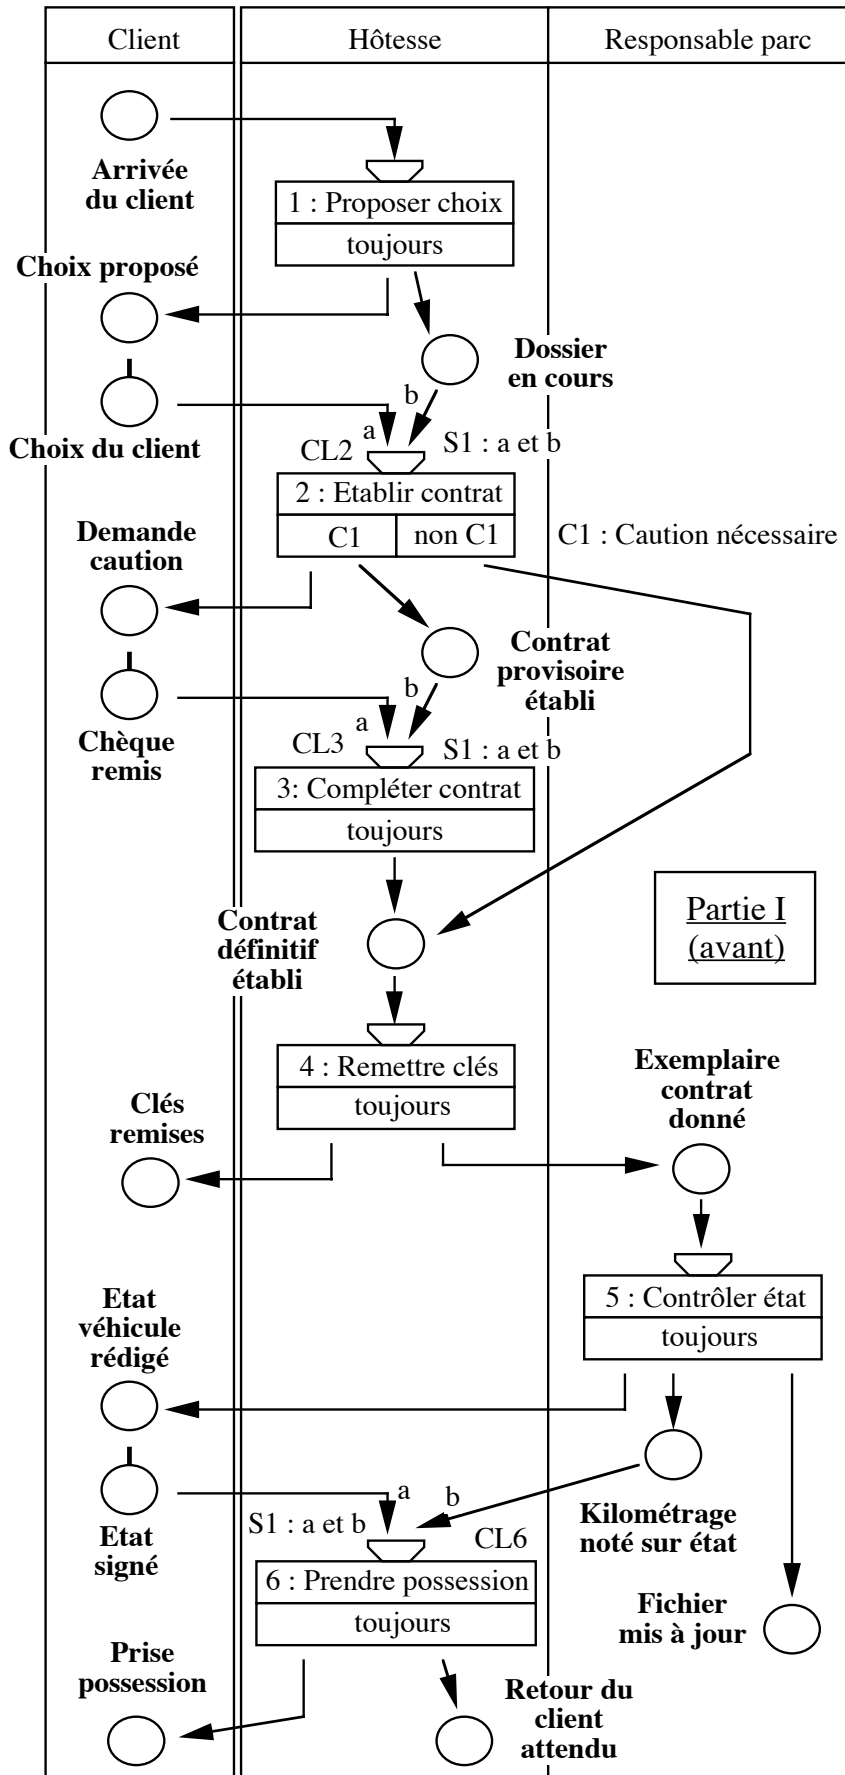 Client
Hôtesse
Responsable parc
Arrivée
du client
1 : Proposer choix
toujours
Choix proposé
Dossier
en cours
b
a
Choix du client
CL2
S1 : a et b
2 : Etablir contrat
C1
non C1
C1 : Caution nécessaire
Demande
caution
Contrat
provisoire
établi
b
a
Chèque
remis
CL3
S1 : a et b
3: Compléter contrat
toujours
Partie I
(avant)
Contrat
définitif
établi
4 : Remettre clés
toujours
Exemplaire
contrat
donné
Clés
remises
5 : Contrôler état
toujours
Etat
véhicule
rédigé
a
b
Kilométrage
noté sur état
S1 : a et b
CL6
Etat
signé
6 : Prendre possession
toujours
Fichier
mis à jour
Prise
possession
Retour du
client
attendu